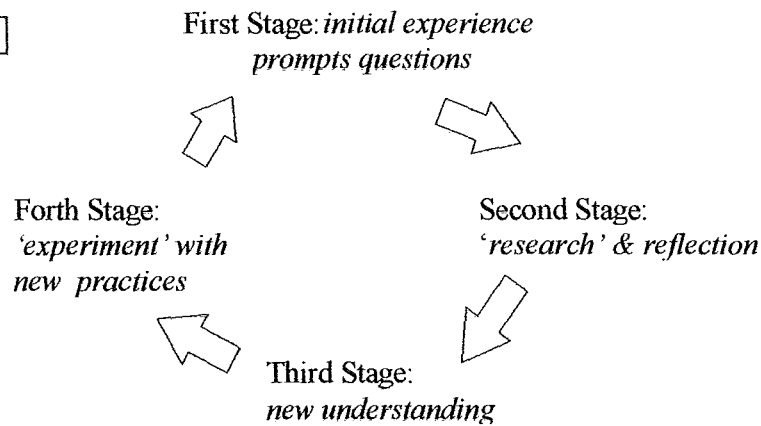 First Stage: initial experience
prompts questions
Second Stage:
'research' & reflection
Third Stage:
new understanding
Forth Stage:
'experiment' with
new practices